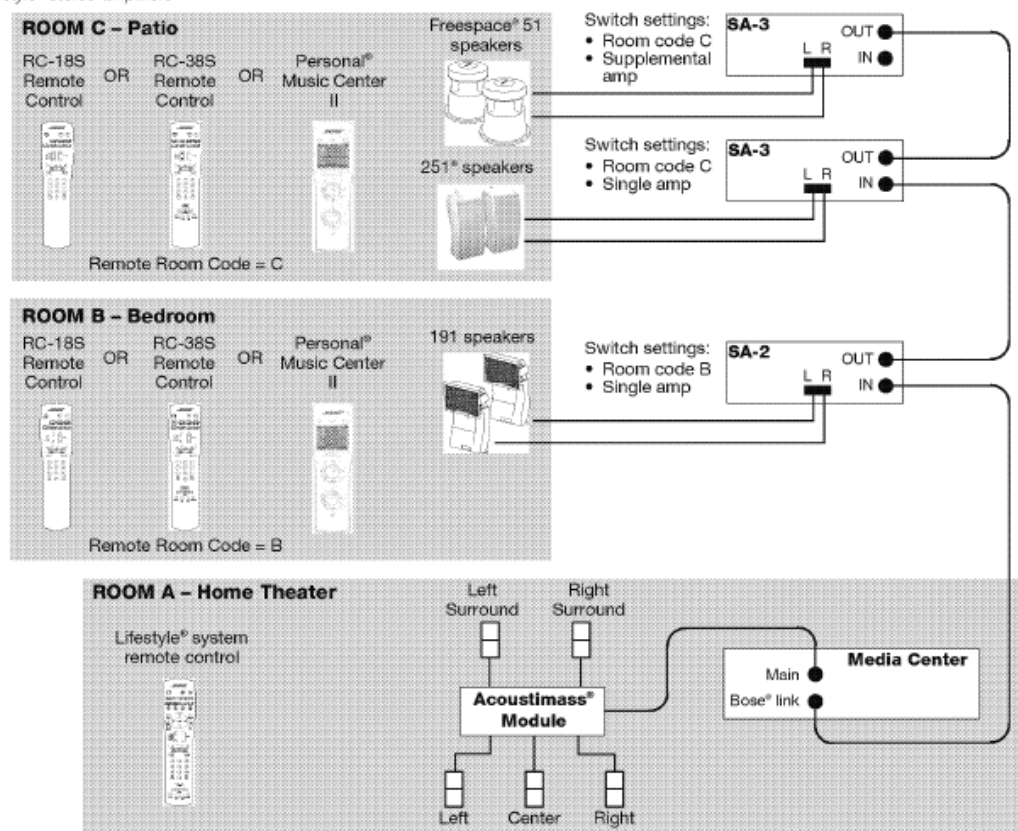 ROOM C – Patio
RC-18S
Remote
Control
OR
RC-38S
Remote
Control
OR
Personal®
Music Center
II
Remote Room Code = C
Freespace® 51
speakers
251® speakers
Switch settings:
• Room code C
• Supplemental
amp
SA-3
L R
OUT
IN
Switch settings:
• Room code C
• Single amp
SA-3
L R
OUT
IN
ROOM B – Bedroom
RC-18S
Remote
Control
OR
RC-38S
Remote
Control
OR
Personal®
Music Center
II
Remote Room Code = B
191 speakers
Switch settings:
• Room code B
• Single amp
SA-2
L R
OUT
IN
ROOM A – Home Theater
Lifestyle® system
remote control
Left
Surround
Right
Surround
Acoustimass®
Module
Left
Center
Right
Media Center
Main
Bose® link